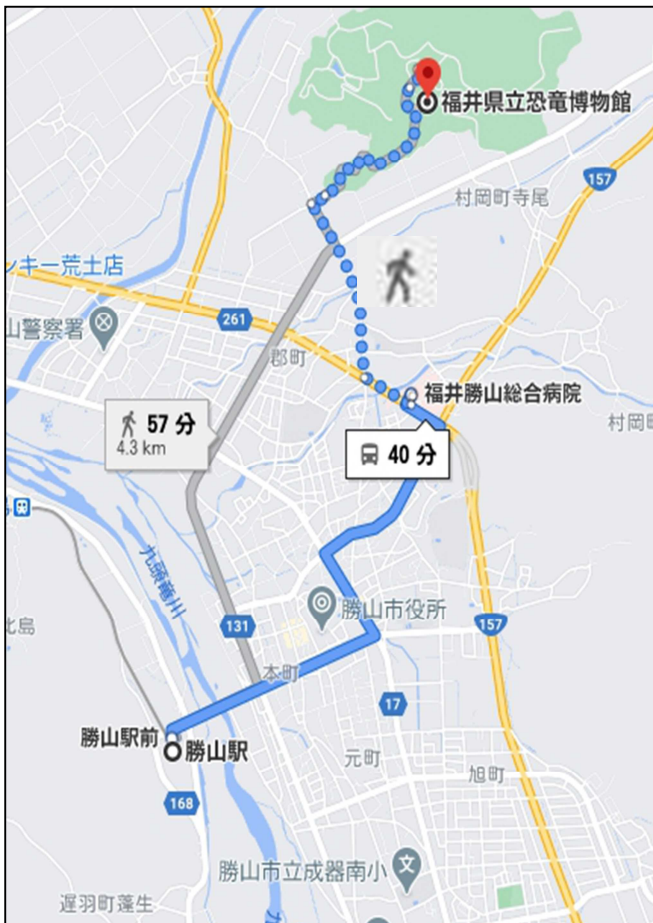 福井県立恐竜博物館
157
村岡町寺尾
ンキー荒土店
山警察署
261
郡町
福井勝山総合病院
村岡町
57 分
4.3 km
40 分
九頭竜川
北島
131
勝山市役所
157
本町
17
勝山駅前
勝山駅
元町
旭町
168
勝山市立成器南小
文
遅羽町蓬生